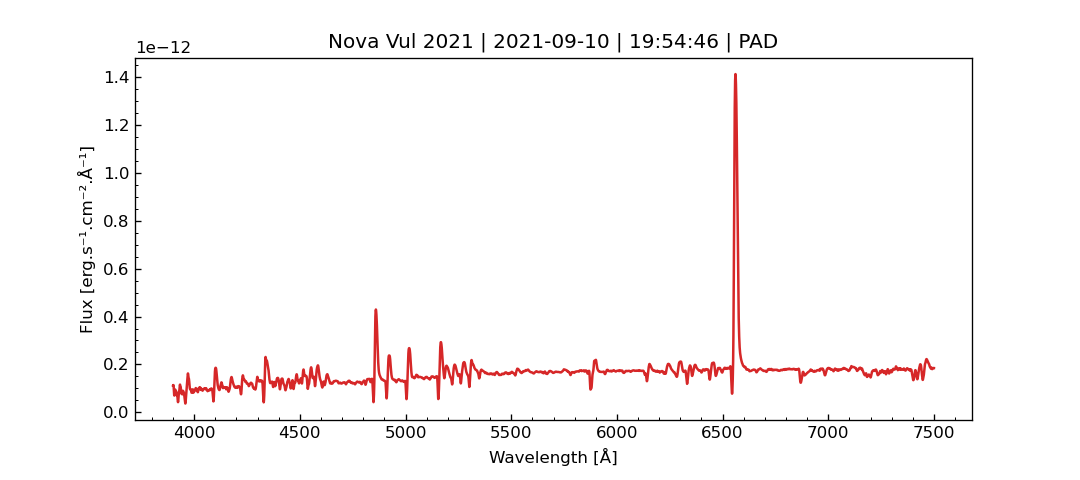 Nova Vul 2021 | 2021-09-10 | 19:54:46 | PAD
1e−12
1.4
1.2
1.0
0.8
0.6
0.4
0.2
0.0
Flux [erg.s⁻¹.cm⁻².Å⁻¹]
4000 4500 5000 5500 6000 6500 7000 7500
Wavelength [Å]